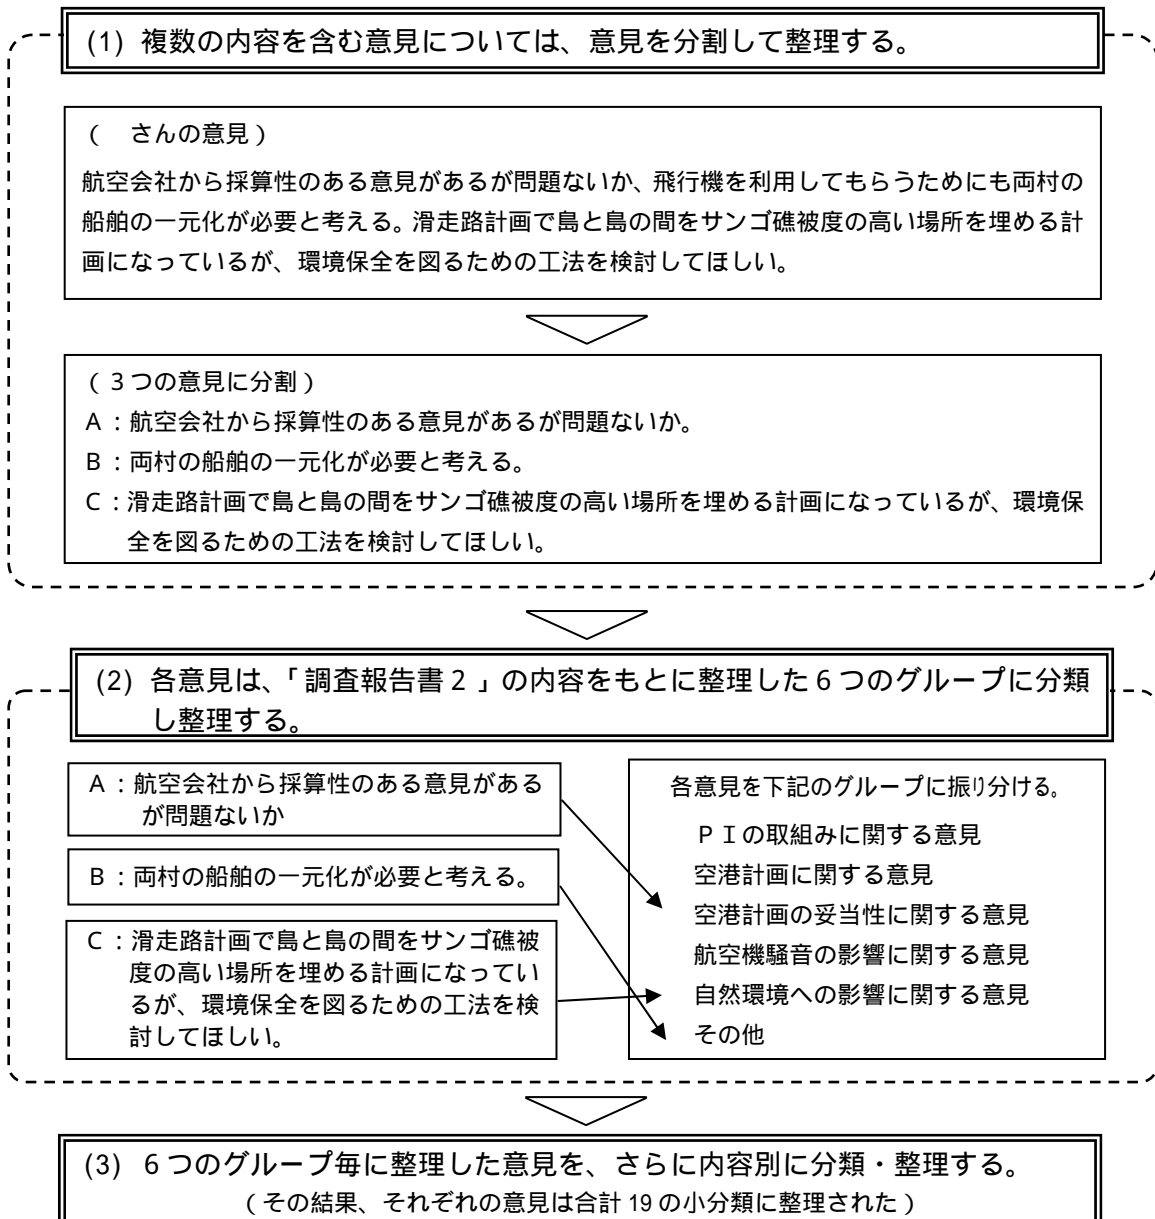 (1) 複数の内容を含む意見については、意見を分割して整理する。
（　さんの意見）
航空会社から採算性のある意見があるが問題ないか、飛行機を利用してもらうためにも両村の
船舶の一元化が必要と考える。滑走路計画で島と島の間をサンゴ礁被度の高い場所を埋める計
画になっているが、環境保全を図るための工法を検討してほしい。
（３つの意見に分割）
A：航空会社から採算性のある意見があるが問題ないか。
B：両村の船舶の一元化が必要と考える。
C：滑走路計画で島と島の間をサンゴ礁被度の高い場所を埋める計画になっているが、環境保
全を図るための工法を検討してほしい。
(2) 各意見は、「調査報告書２」の内容をもとに整理した６つのグループに分類
し整理する。
A：航空会社から採算性のある意見がある
が問題ないか
B：両村の船舶の一元化が必要と考える。
C：滑走路計画で島と島の間をサンゴ礁被
度の高い場所を埋める計画になってい
るが、環境保全を図るための工法を検
討してほしい。
各意見を下記のグループに振り分ける。
ＰＩの取組みに関する意見
空港計画に関する意見
空港計画の妥当性に関する意見
航空機騒音の影響に関する意見
自然環境への影響に関する意見
その他
(3) ６つのグループ毎に整理した意見を、さらに内容別に分類・整理する。
（その結果、それぞれの意見は合計 19 の小分類に整理された）